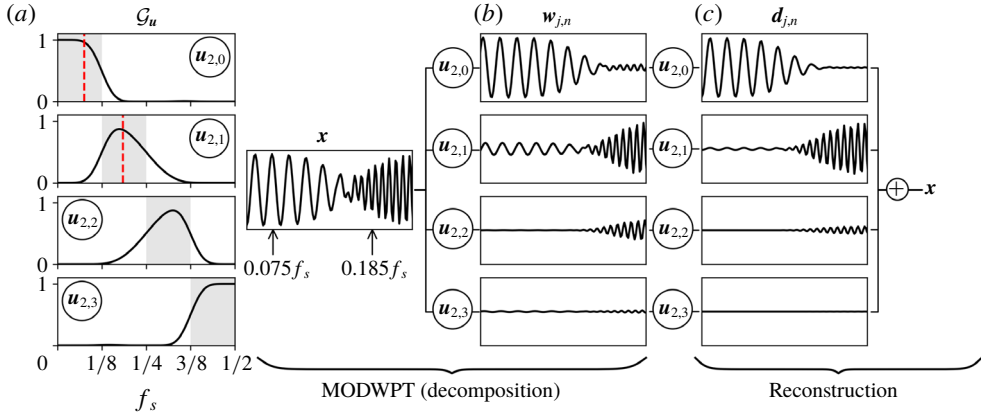 (a) 𝒢u (b) wj,n (c) dj,n
1 u2,0 0
1 u2,1 0
1 u2,2 0
1 u2,3 0
1/8 1/4 3/8 1/2
fs
x
0.075fs 0.185fs
u2,0
u2,1
u2,2
u2,3
u2,0
u2,1
u2,2
u2,3
+ x
MODWPT (decomposition)
Reconstruction